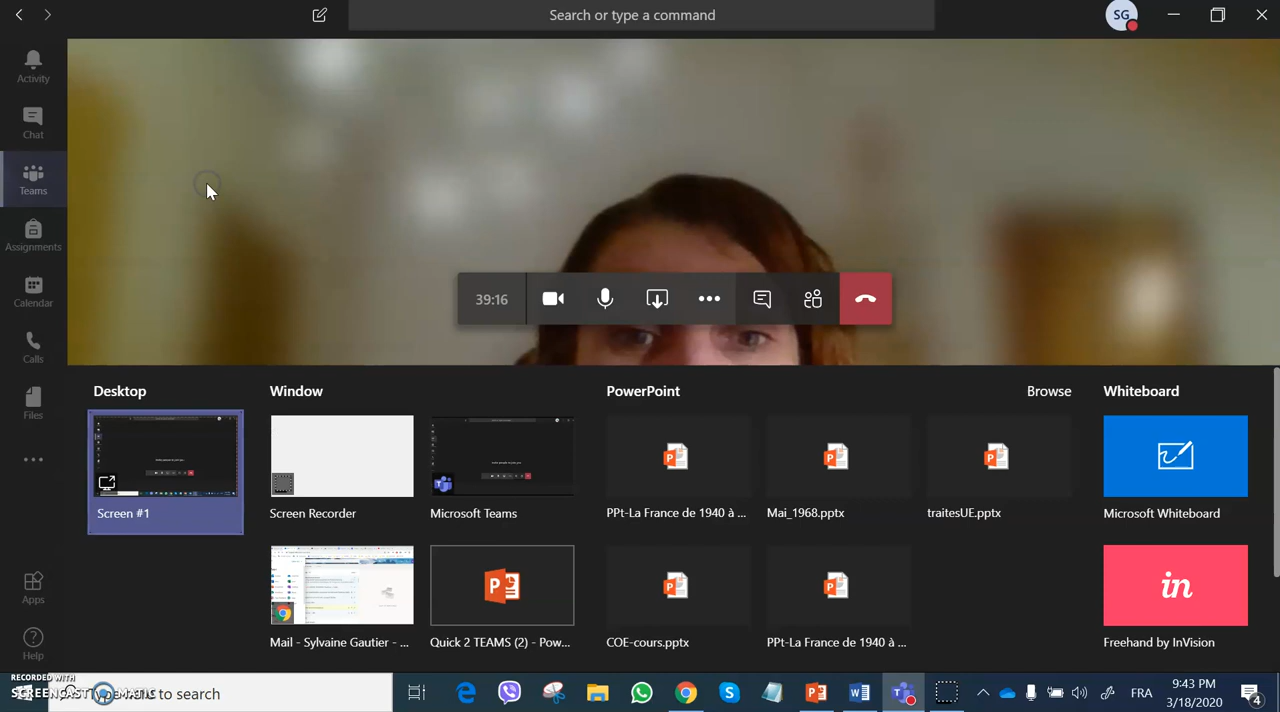 Search or type a command
SG
Activity
Chat
Teams
Assignments
Calendar
Calls
Files
Apps
Help
39:16
Desktop
Window
PowerPoint
Browse
Whiteboard
Screen #1
Screen Recorder
Microsoft Teams
PPt-La France de 1940 à ...
Mai_1968.pptx
traitesUE.pptx
Microsoft Whiteboard
in
Mail - Sylvaine Gautier - ...
Quick 2 TEAMS (2) - Pow...
COE-cours.pptx
PPt-La France de 1940 à ...
Freehand by InVision
RECORDED WITH
SCREENCAST MATIC
to search
FRA
9:43 PM
3/18/2020
4